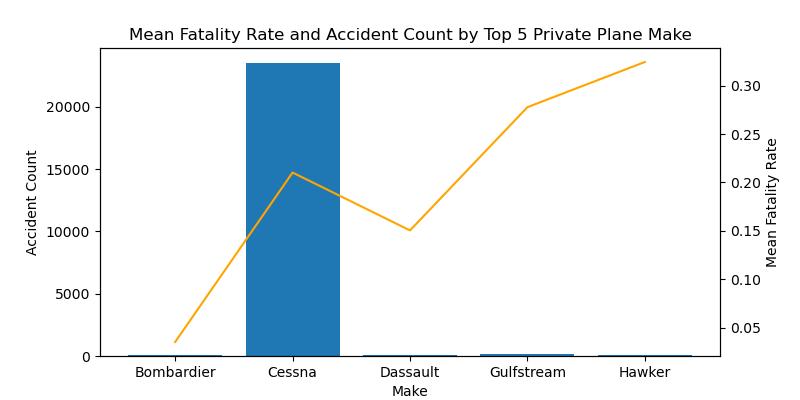 Mean Fatality Rate and Accident Count by Top 5 Private Plane Make
Accident Count
20000
15000
10000
5000
0
0.30
0.25
0.20
0.15
0.10
0.05
Mean Fatality Rate
Bombardier Cessna Dassault Gulfstream Hawker
Make